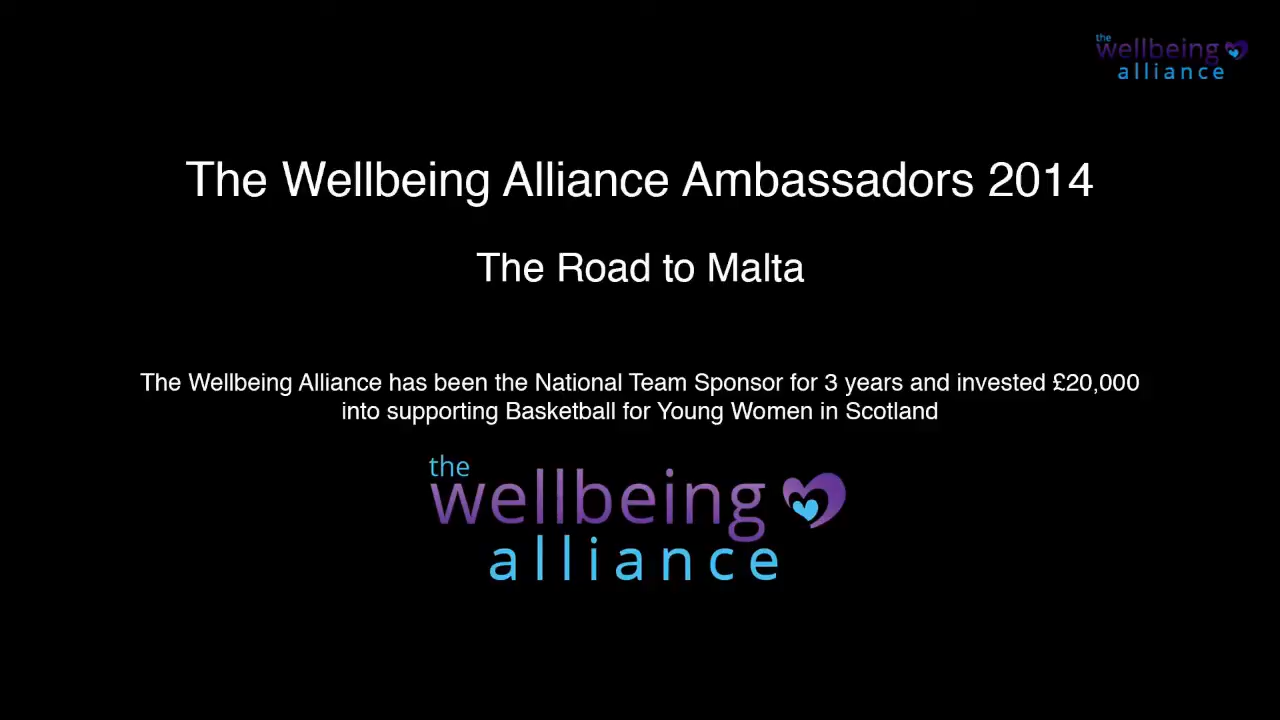 the
wellbeing
alliance
The Wellbeing Alliance Ambassadors 2014
The Road to Malta
The Wellbeing Alliance has been the National Team Sponsor for 3 years and invested £20,000
into supporting Basketball for Young Women in Scotland
the
wellbeing
alliance